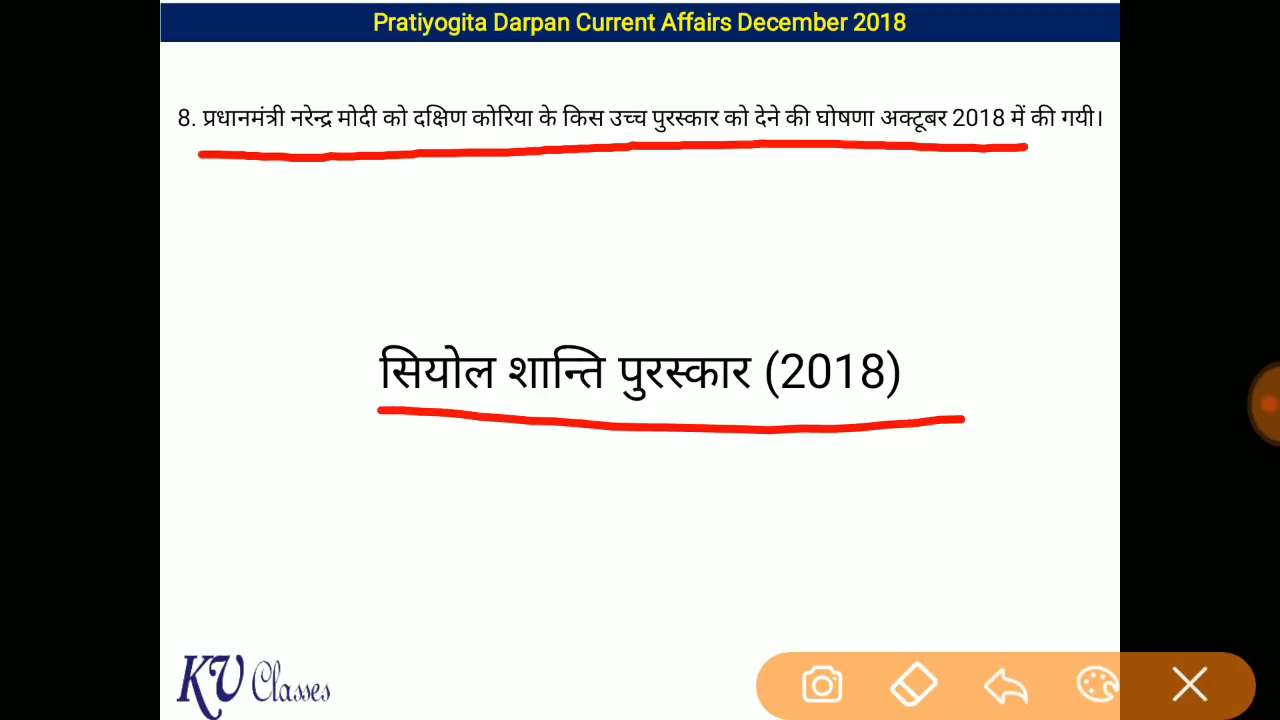 Pratiyogita Darpan Current Affairs December 2018
8. प्रधानमंत्री नरेन्द्र मोदी को दक्षिण कोरिया के किस उच्च पुरस्कार को देने की घोषणा अक्टूबर 2018 में की गयी।
सियोल शान्ति पुरस्कार (2018)
KV Classes